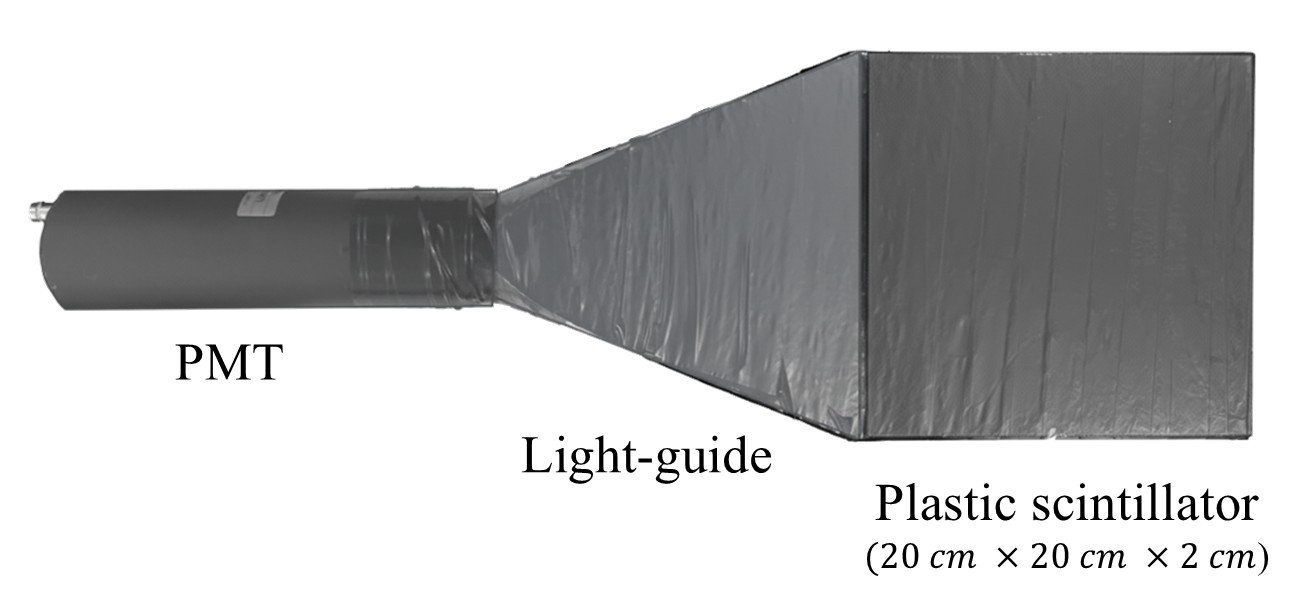 PMT
Light-guide
Plastic scintillator
(20 cm × 20 cm × 2 cm)